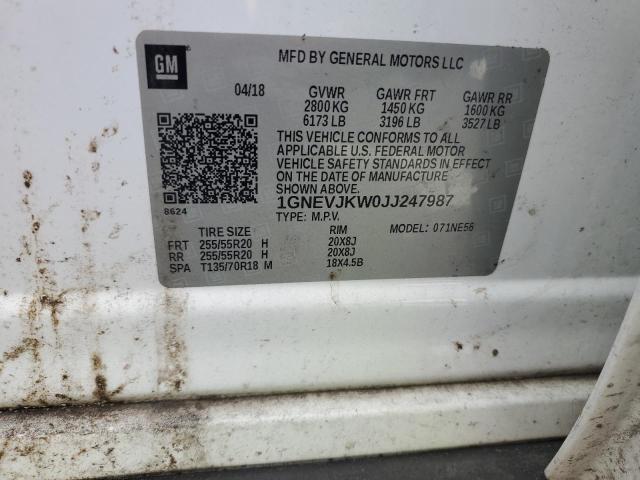 GM
MFD BY GENERAL MOTORS LLC
04/18 GVWR GAWR FRT GAWR RR
2800 KG 1450 KG 1600 KG
6173 LB 3196 LB 3527 LB
THIS VEHICLE CONFORMS TO ALL
APPLICABLE U.S. FEDERAL MOTOR
VEHICLE SAFETY STANDARDS IN EFFECT
ON THE DATE OF MANUFACTURE
SHOWN ABOVE.
8624
1GNEVJKW0JJ247987
TYPE: M.P.V. MODEL: 071NE56
TIRE SIZE RIM
FRT 255/55R20 H 20X8J
RR 255/55R20 H 20X8J
SPA T135/70R18 M 18X4.5B